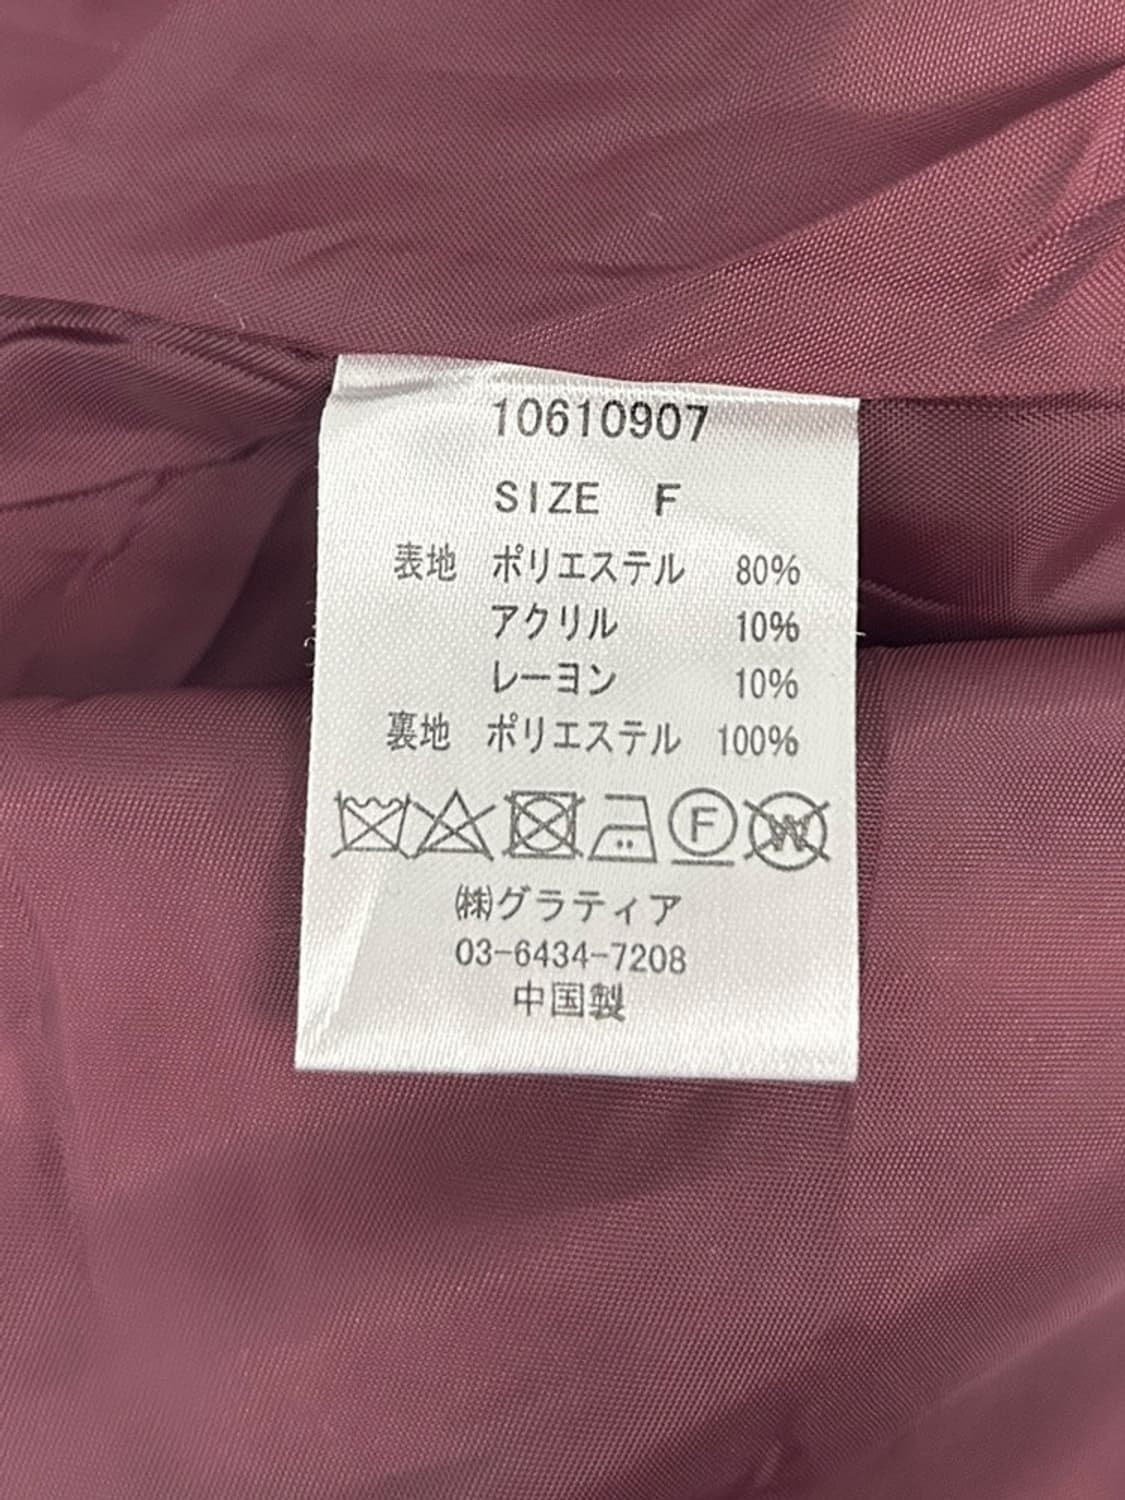 10610907
SIZE F
表地 ポリエステル 80%
アクリル 10%
レーヨン 10%
裏地 ポリエステル 100%
F W
㈱グラティア
03-6434-7208
中国製